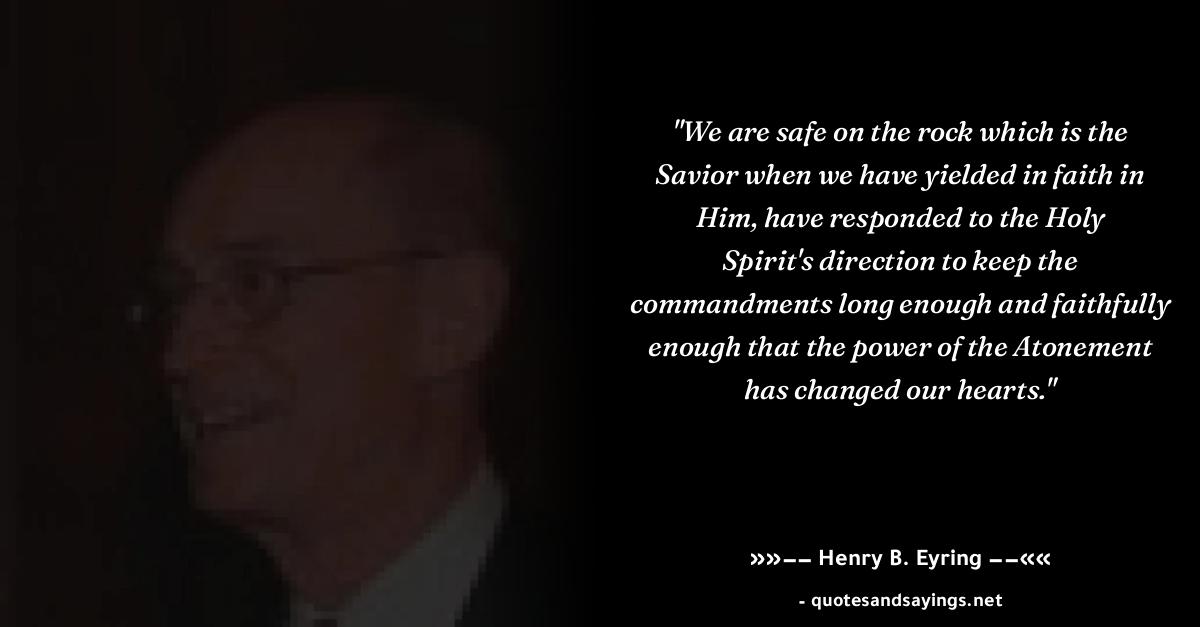 "We are safe on the rock which is the
Savior when we have yielded in faith in
Him, have responded to the Holy
Spirit's direction to keep the
commandments long enough and faithfully
enough that the power of the Atonement
has changed our hearts."
»»−− Henry B. Eyring −−««
- quotesandsayings.net